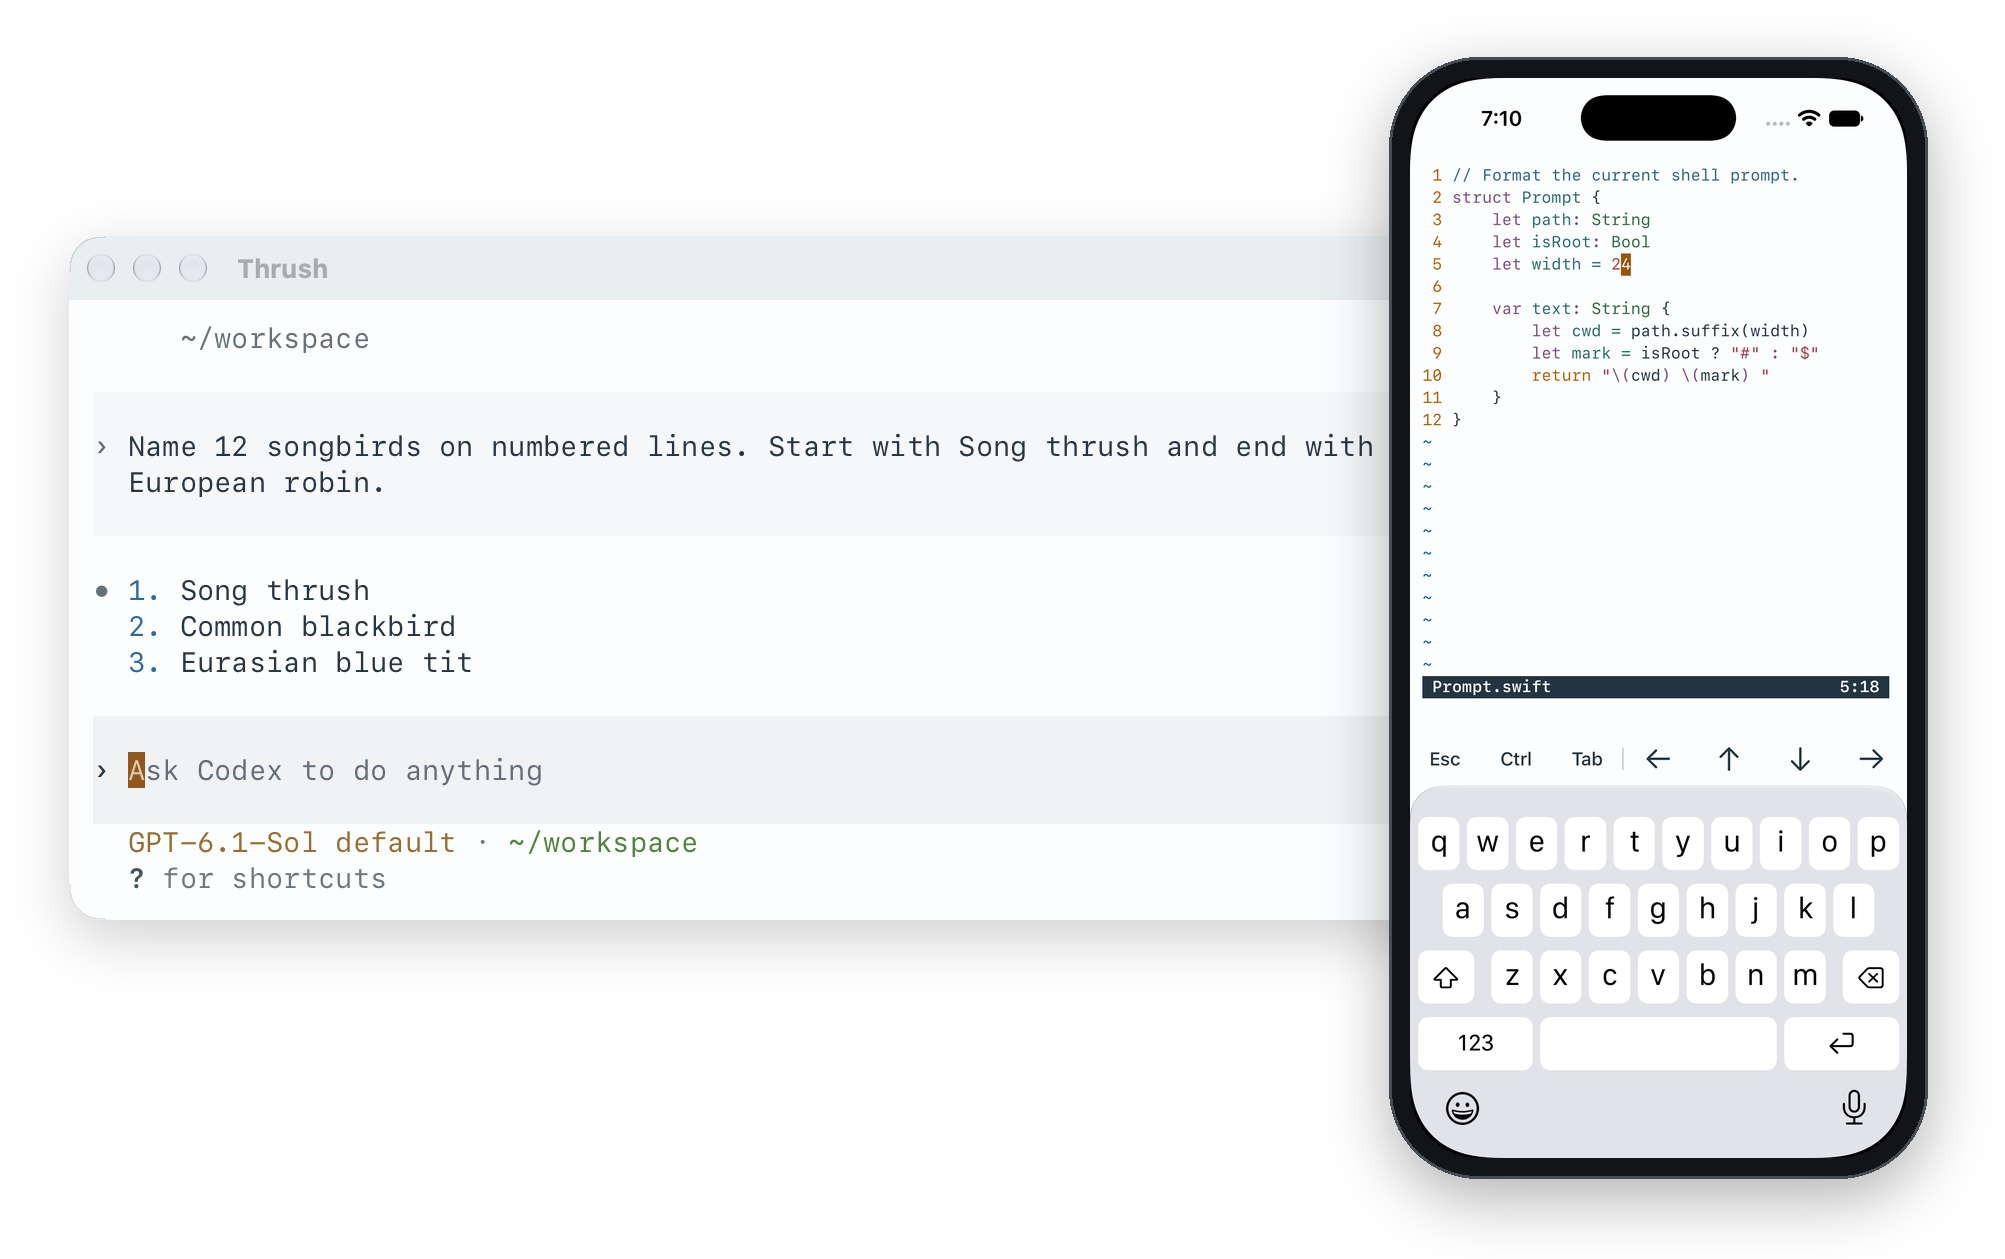 Thrush
~/workspace
› Name 12 songbirds on numbered lines. Start with Song thrush and end with
European robin.
• 1. Song thrush
2. Common blackbird
3. Eurasian blue tit
› Ask Codex to do anything
GPT-6.1-Sol default · ~/workspace
? for shortcuts
7:10
1 // Format the current shell prompt.
2 struct Prompt {
3     let path: String
4     let isRoot: Bool
5     let width = 24
6
7     var text: String {
8         let cwd = path.suffix(width)
9         let mark = isRoot ? "#" : "$"
10         return "\(cwd) \(mark) "
11     }
12 }
~
~
~
~
~
~
~
~
~
~
~
Prompt.swift 5:18
Esc Ctrl Tab ← ↑ ↓ →
q w e r t y u i o p
a s d f g h j k l
z x c v b n m
123